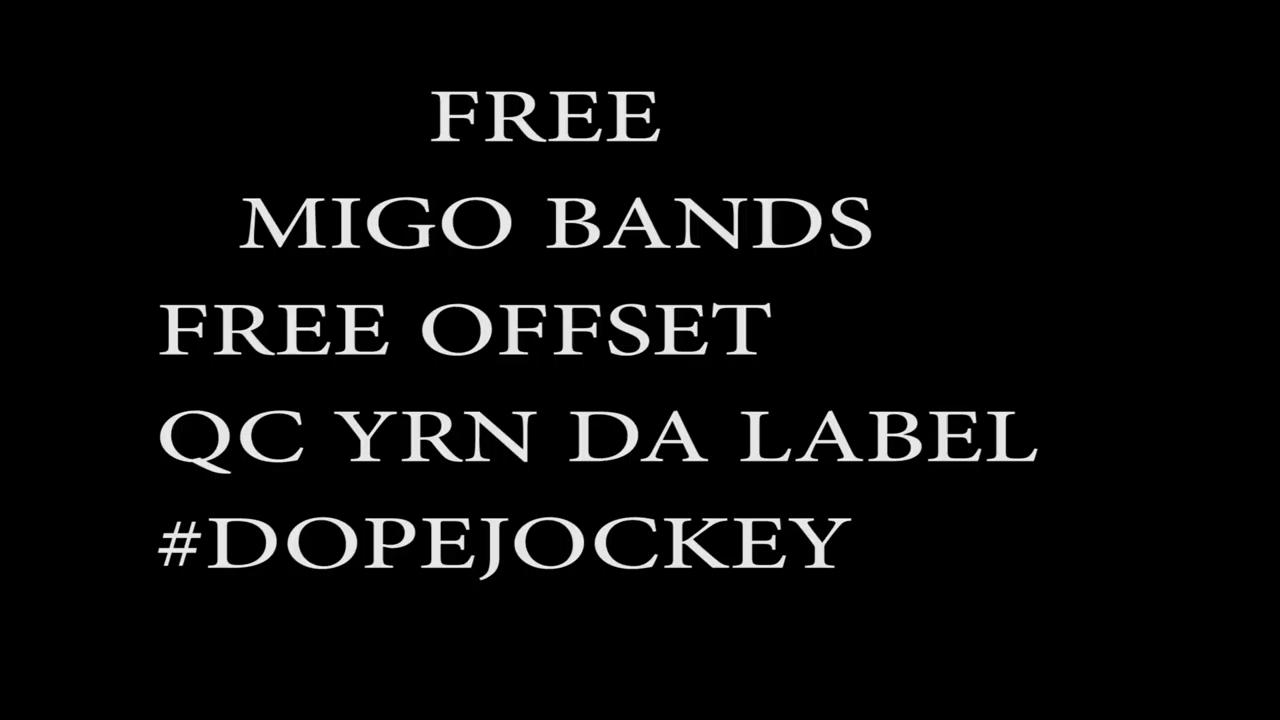 FREE
MIGO BANDS
FREE OFFSET
QC YRN DA LABEL
#DOPEJOCKEY